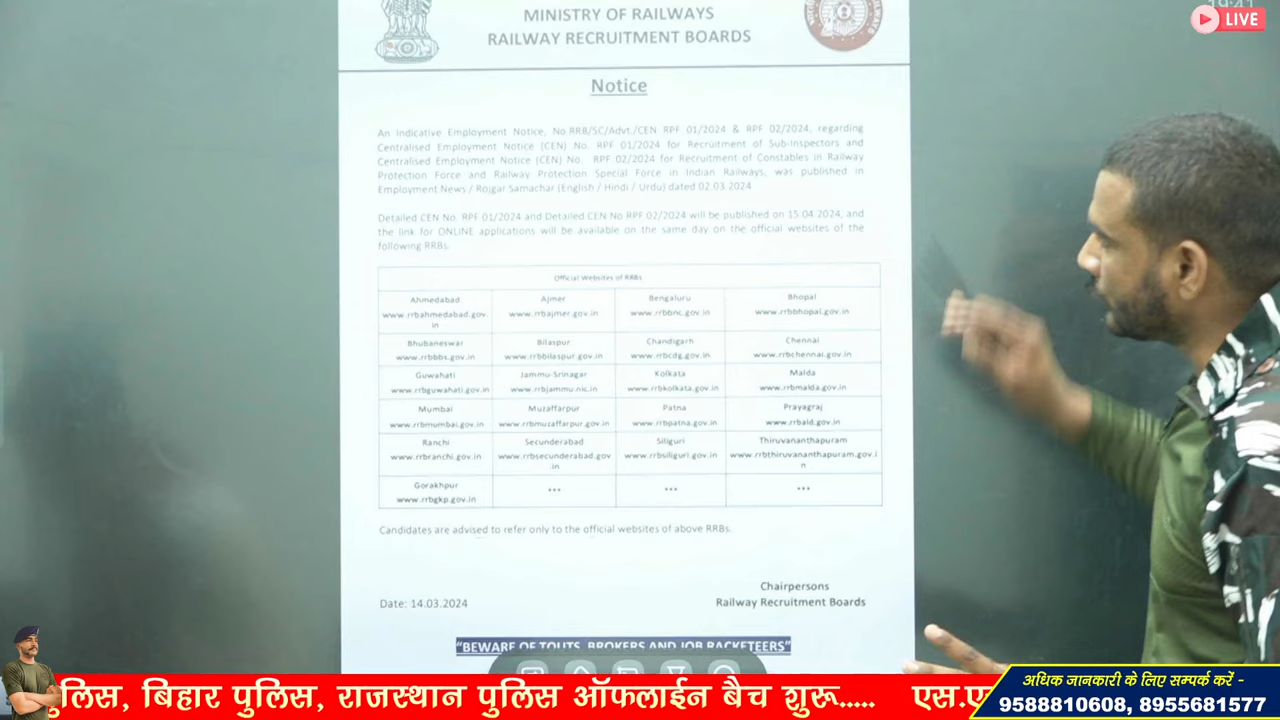 19:41
LIVE
MINISTRY OF RAILWAYS
RAILWAY RECRUITMENT BOARDS
Notice
An Indicative Employment Notice, No.RRB/SC/Advt./CEN RPF 01/2024 & RPF 02/2024, regarding
Centralised Employment Notice (CEN) No. RPF 01/2024 for Recruitment of Sub-Inspectors and
Centralised Employment Notice (CEN) No. RPF 02/2024 for Recruitment of Constables in Railway
Protection Force and Railway Protection Special Force in Indian Railways, was published in
Employment News / Rojgar Samachar (English / Hindi / Urdu) dated 02.03.2024
Detailed CEN No. RPF 01/2024 and Detailed CEN No RPF 02/2024 will be published on 15.04.2024, and
the link for ONLINE applications will be available on the same day on the official websites of the
following RRBs.
Official Websites of RRBs
Ahmedabad Ajmer Bengaluru Bhopal
www.rrbahmedabad.gov. www.rrbajmer.gov.in www.rrbbnc.gov.in www.rrbbhopal.gov.in
in
Bhubaneswar Bilaspur Chandigarh Chennai
www.rrbbbs.gov.in www.rrbbilaspur.gov.in www.rrbcdg.gov.in www.rrbchennai.gov.in
Guwahati Jammu-Srinagar Kolkata Malda
www.rrbguwahati.gov.in www.rrbjammu.nic.in www.rrbkolkata.gov.in www.rrbmalda.gov.in
Mumbai Muzaffarpur Patna Prayagraj
www.rrbmumbai.gov.in www.rrbmuzaffarpur.gov.in www.rrbpatna.gov.in www.rrbald.gov.in
Ranchi Secunderabad Siliguri Thiruvananthapuram
www.rrbranchi.gov.in www.rrbsecunderabad.gov www.rrbsiliguri.gov.in www.rrbthiruvananthapuram.gov.i
.in n
Gorakhpur *** *** ***
www.rrbgkp.gov.in
Candidates are advised to refer only to the official websites of above RRBs.
Chairpersons
Date: 14.03.2024 Railway Recruitment Boards
"BEWARE OF TOUTS, BROKERS AND JOB RACKETEERS"
पुलिस, बिहार पुलिस, राजस्थान पुलिस ऑफलाईन बैच शुरू..... एस.ए
अधिक जानकारी के लिए सम्पर्क करें -
9588810608, 8955681577